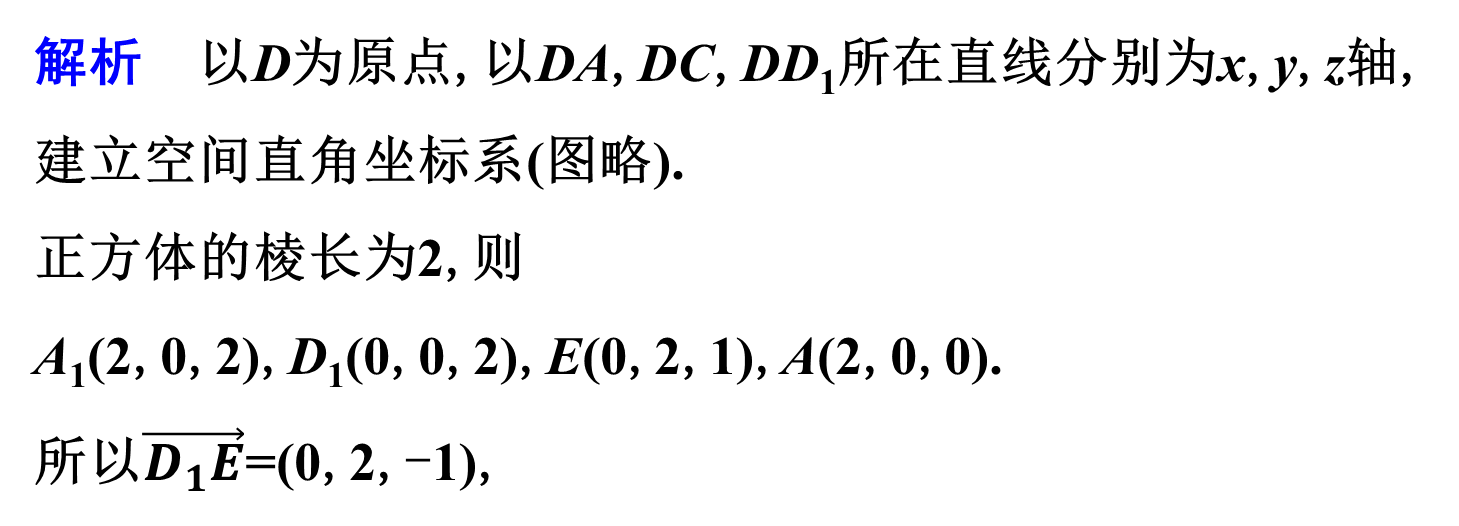 解析 以D为原点, 以DA, DC, DD₁所在直线分别为x, y, z轴,
建立空间直角坐标系(图略).
正方体的棱长为2, 则
A₁(2, 0, 2), D₁(0, 0, 2), E(0, 2, 1), A(2, 0, 0).
所以$\overrightarrow{D_1E}$=(0, 2, −1),